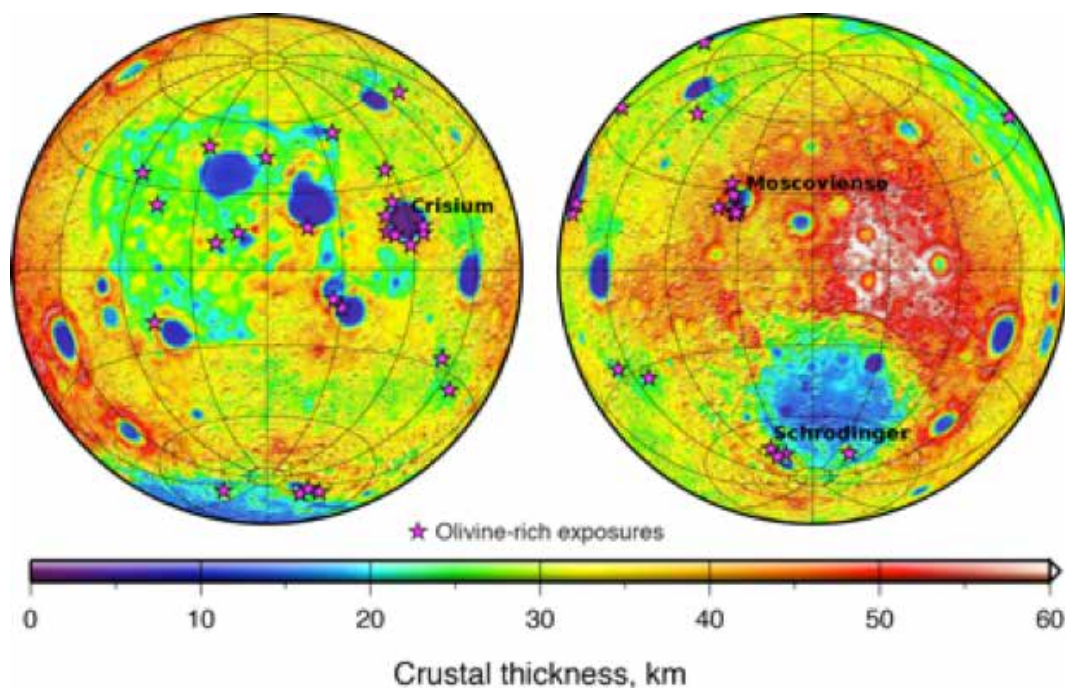 Crisium
Moscoviense
Schrodinger
Olivine-rich exposures
0 10 20 30 40 50 60
Crustal thickness, km